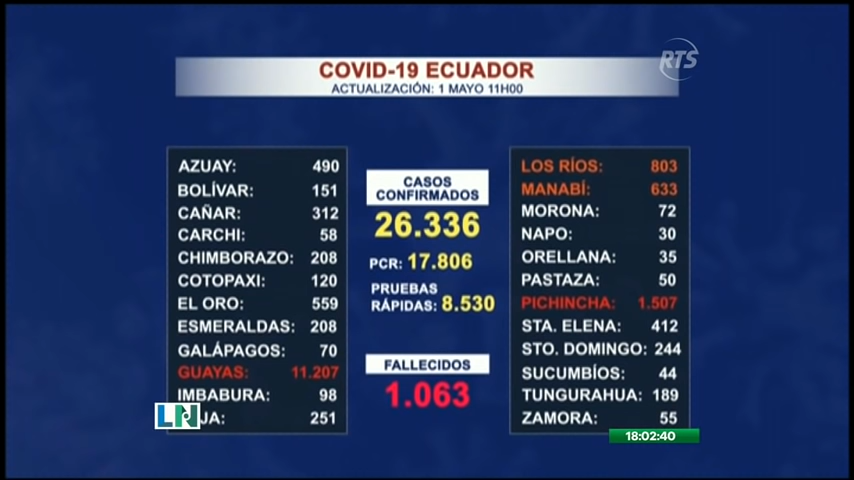 RTS
COVID-19 ECUADOR
ACTUALIZACIÓN: 1 MAYO 11H00
AZUAY: 490
BOLÍVAR: 151
CAÑAR: 312
CARCHI: 58
CHIMBORAZO: 208
COTOPAXI: 120
EL ORO: 559
ESMERALDAS: 208
GALÁPAGOS: 70
GUAYAS: 11.207
IMBABURA: 98
JA: 251
LN
CASOS
CONFIRMADOS
26.336
PCR: 17.806
PRUEBAS
RÁPIDAS: 8.530
FALLECIDOS
1.063
LOS RÍOS: 803
MANABÍ: 633
MORONA: 72
NAPO: 30
ORELLANA: 35
PASTAZA: 50
PICHINCHA: 1.507
STA. ELENA: 412
STO. DOMINGO: 244
SUCUMBÍOS: 44
TUNGURAHUA: 189
ZAMORA: 55
18:02:40